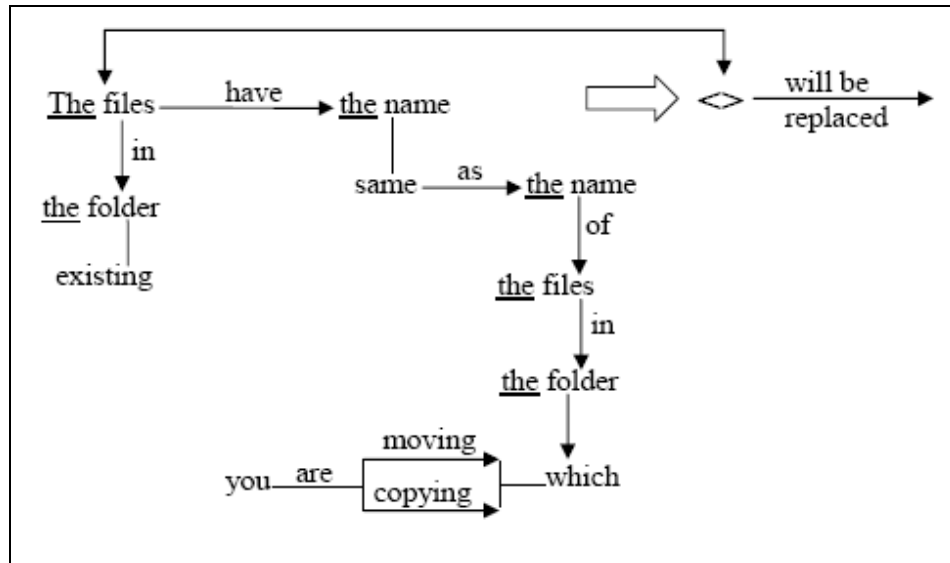 have
will be
The files
the name
<>
replaced
in
same
as
the name
the folder
of
existing
the files
in
the folder
moving
you are
which
copying